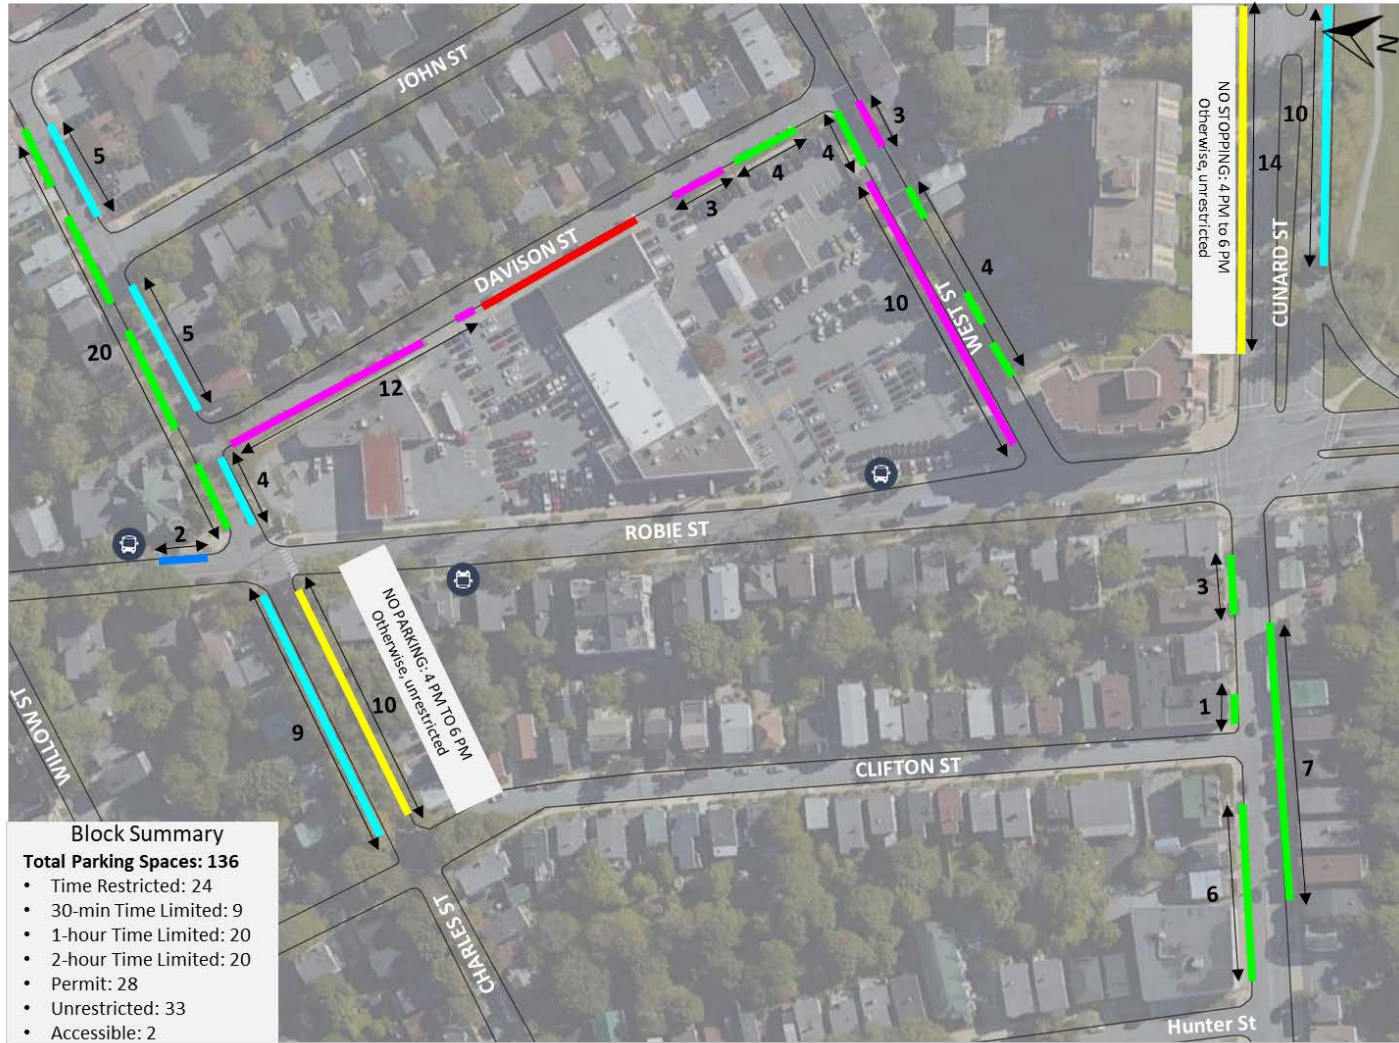 JOHN ST
N
5
3
10
NO STOPPING: 4 PM to 6 PM
Otherwise, unrestricted
14
4
4
3
DAVISON ST
CUNARD ST
4
10
WEST ST
5
20
12
4
2
ROBIE ST
NO PARKING: 4 PM TO 6 PM
Otherwise, unrestricted
3
10
9
1
WILLOW ST
CLIFTON ST
7
6
CHARLES ST
Hunter St
Block Summary
Total Parking Spaces: 136
• Time Restricted: 24
• 30-min Time Limited: 9
• 1-hour Time Limited: 20
• 2-hour Time Limited: 20
• Permit: 28
• Unrestricted: 33
• Accessible: 2